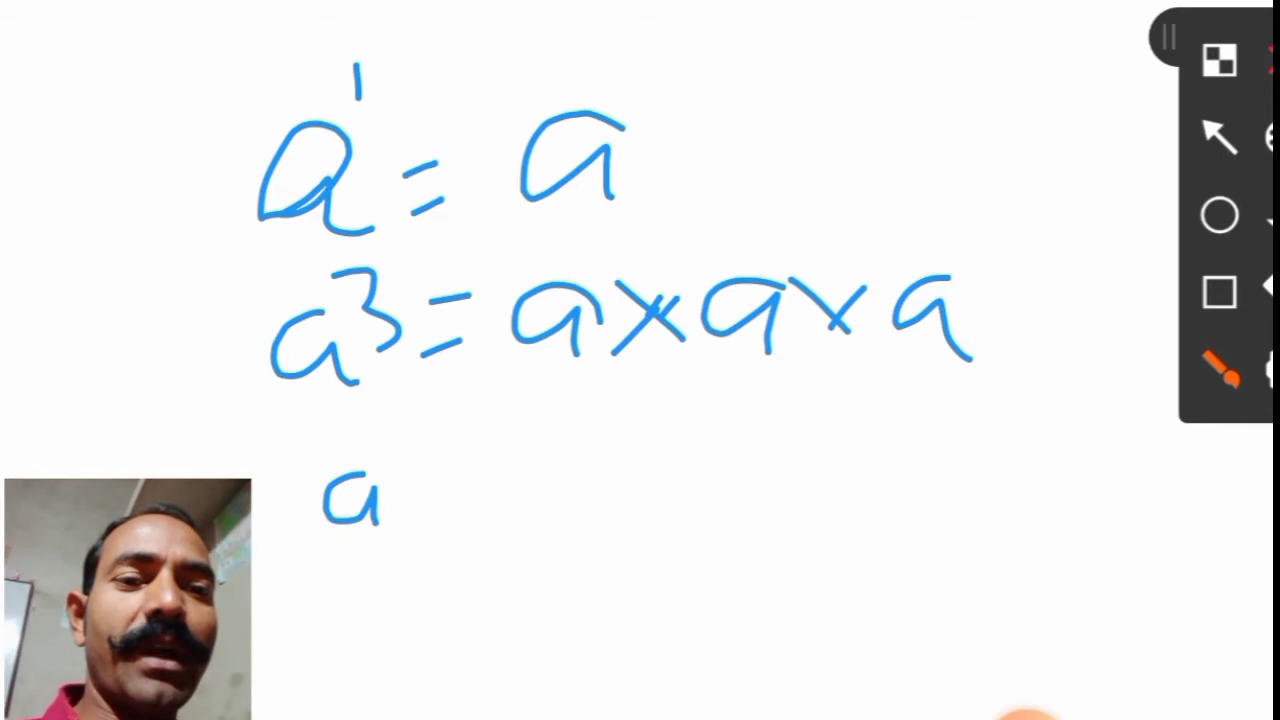 a¹ = a
a³ = a × a × a
a